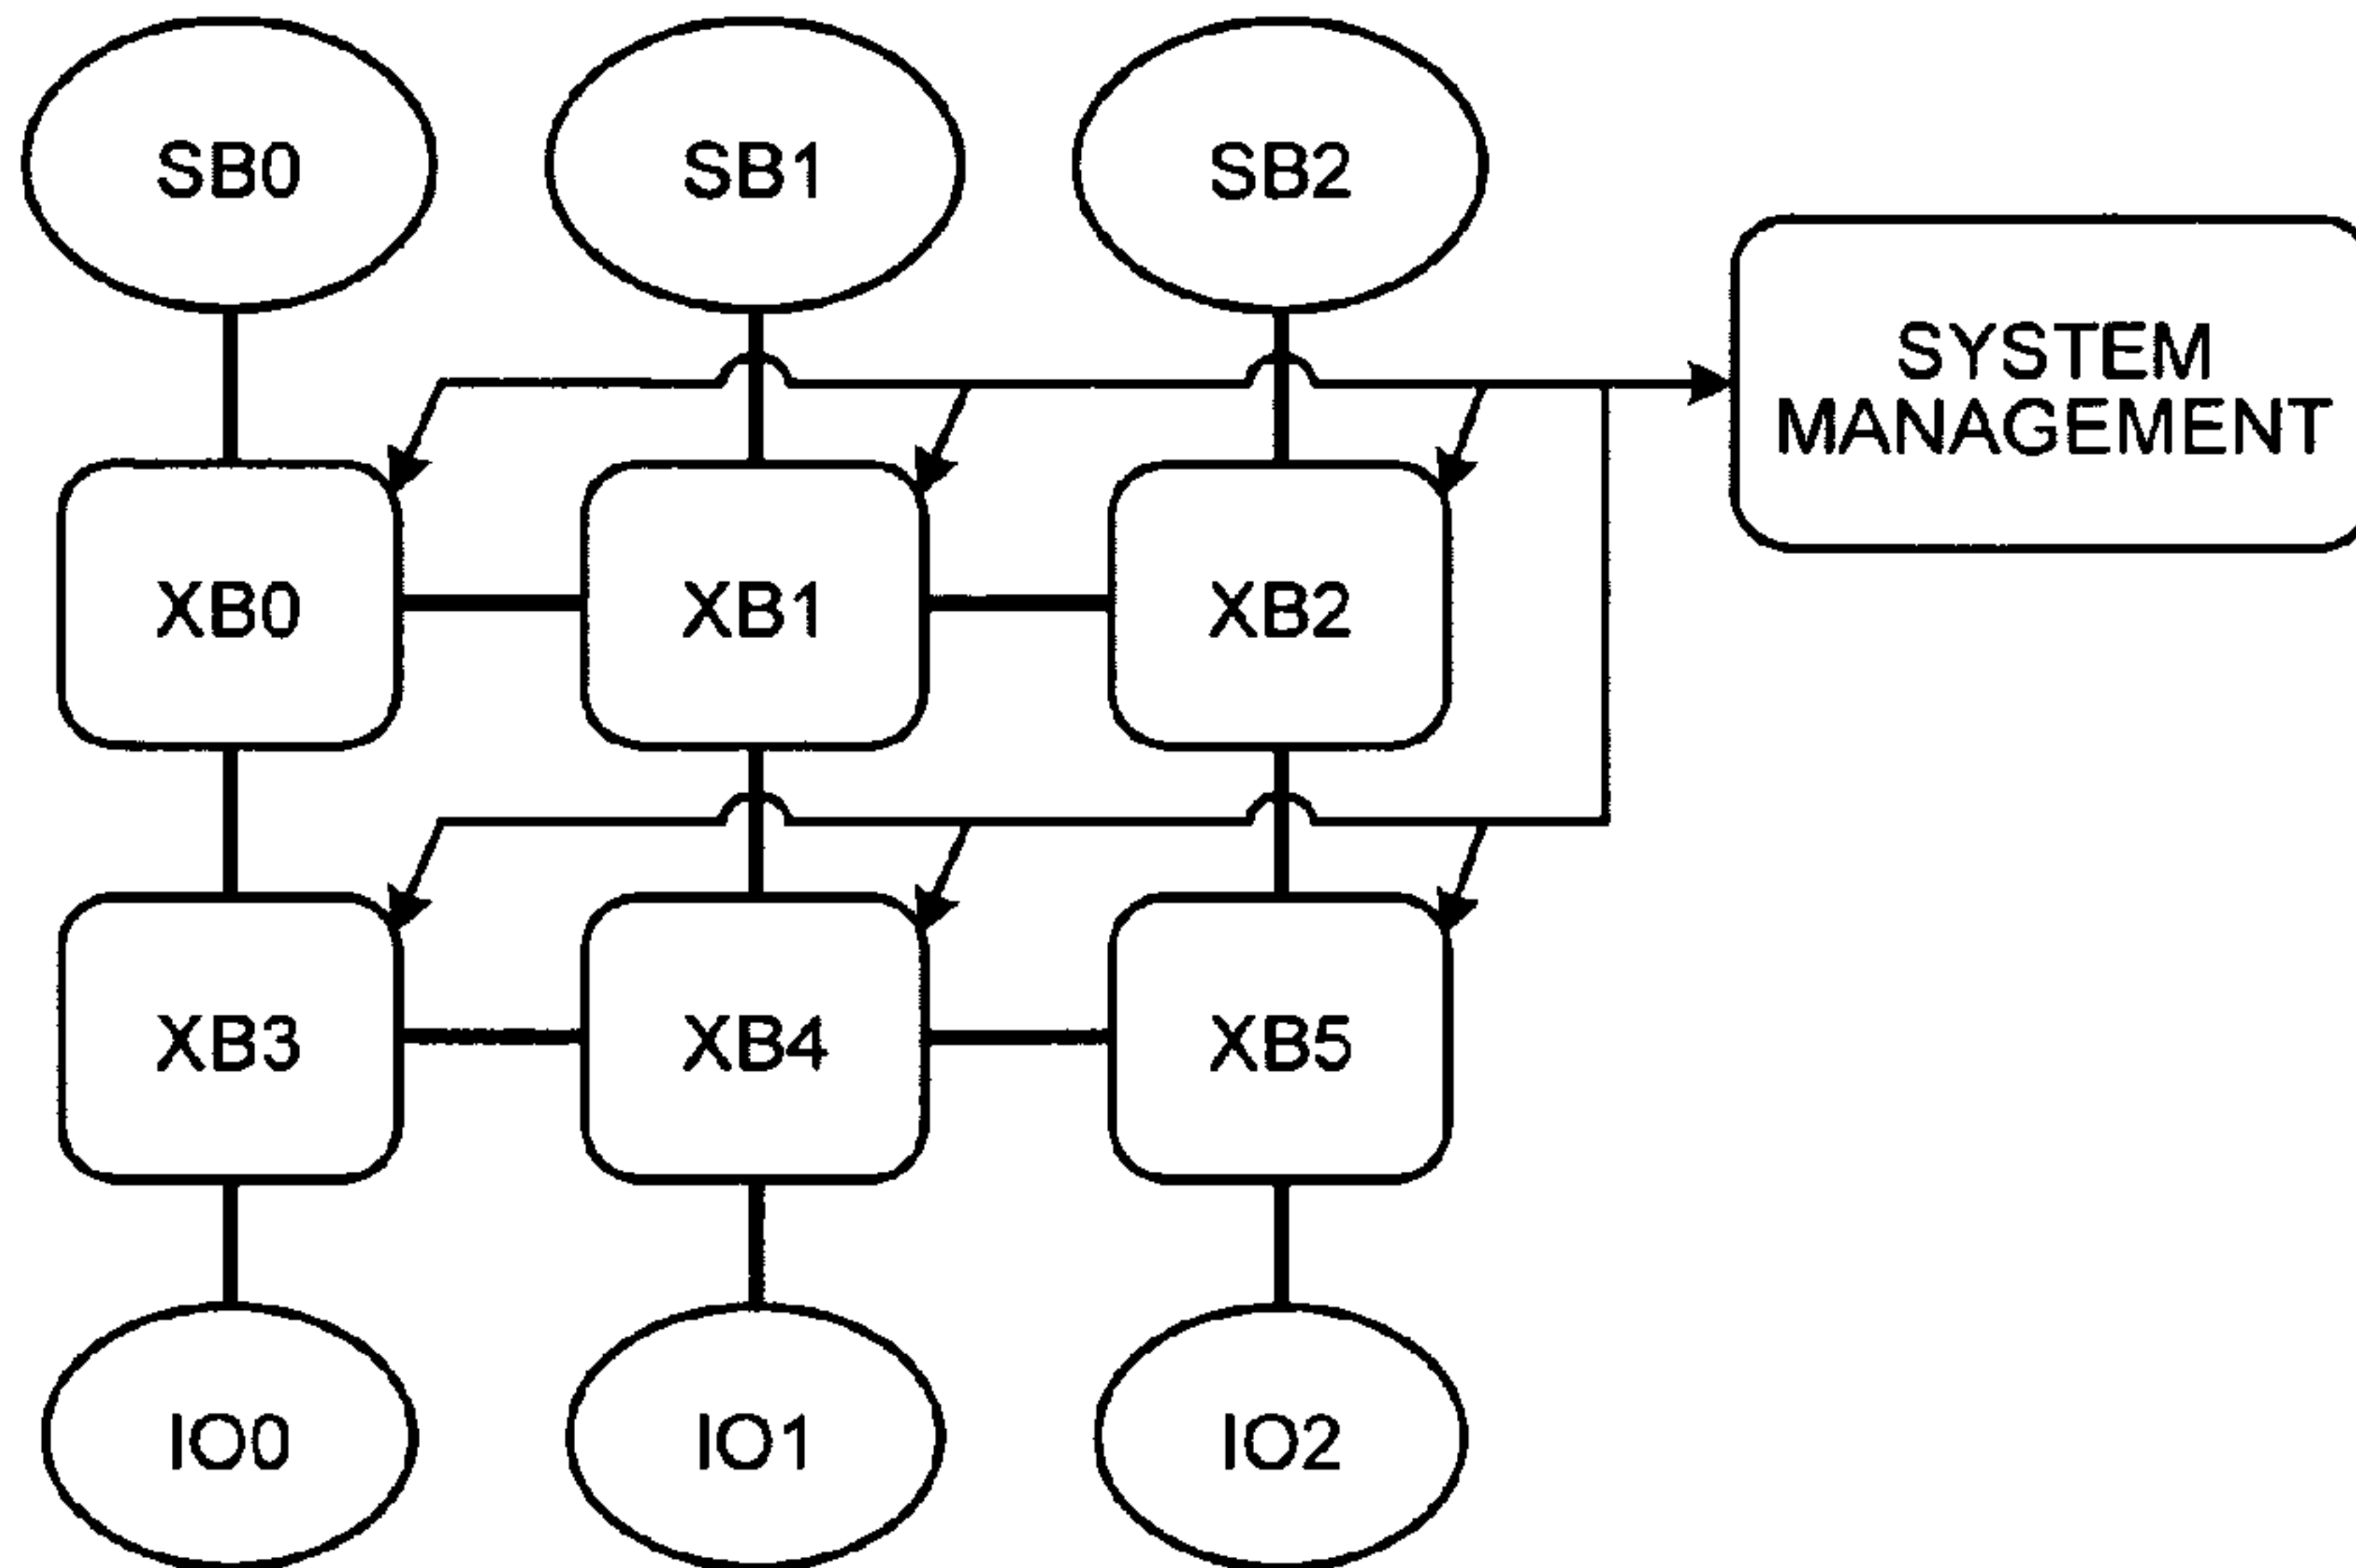 SB0
SB1
SB2
SYSTEM
MANAGEMENT
XB0
XB1
XB2
XB3
XB4
XB5
IO0
IO1
IO2